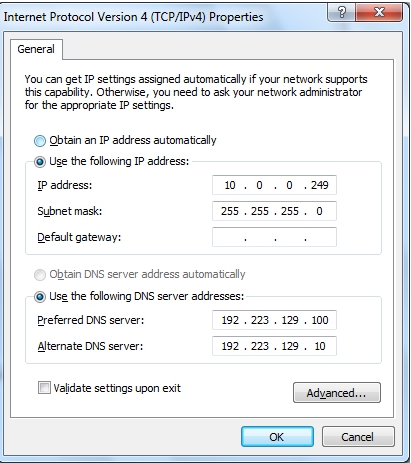 Internet Protocol Version 4 (TCP/IPv4) Properties
General
You can get IP settings assigned automatically if your network supports
this capability. Otherwise, you need to ask your network administrator
for the appropriate IP settings.
Obtain an IP address automatically
Use the following IP address:
IP address: 10 . 0 . 0 . 249
Subnet mask: 255 . 255 . 255 . 0
Default gateway: . . .
Obtain DNS server address automatically
Use the following DNS server addresses:
Preferred DNS server: 192 . 223 . 129 . 100
Alternate DNS server: 192 . 223 . 129 . 10
Validate settings upon exit
Advanced...
OK Cancel